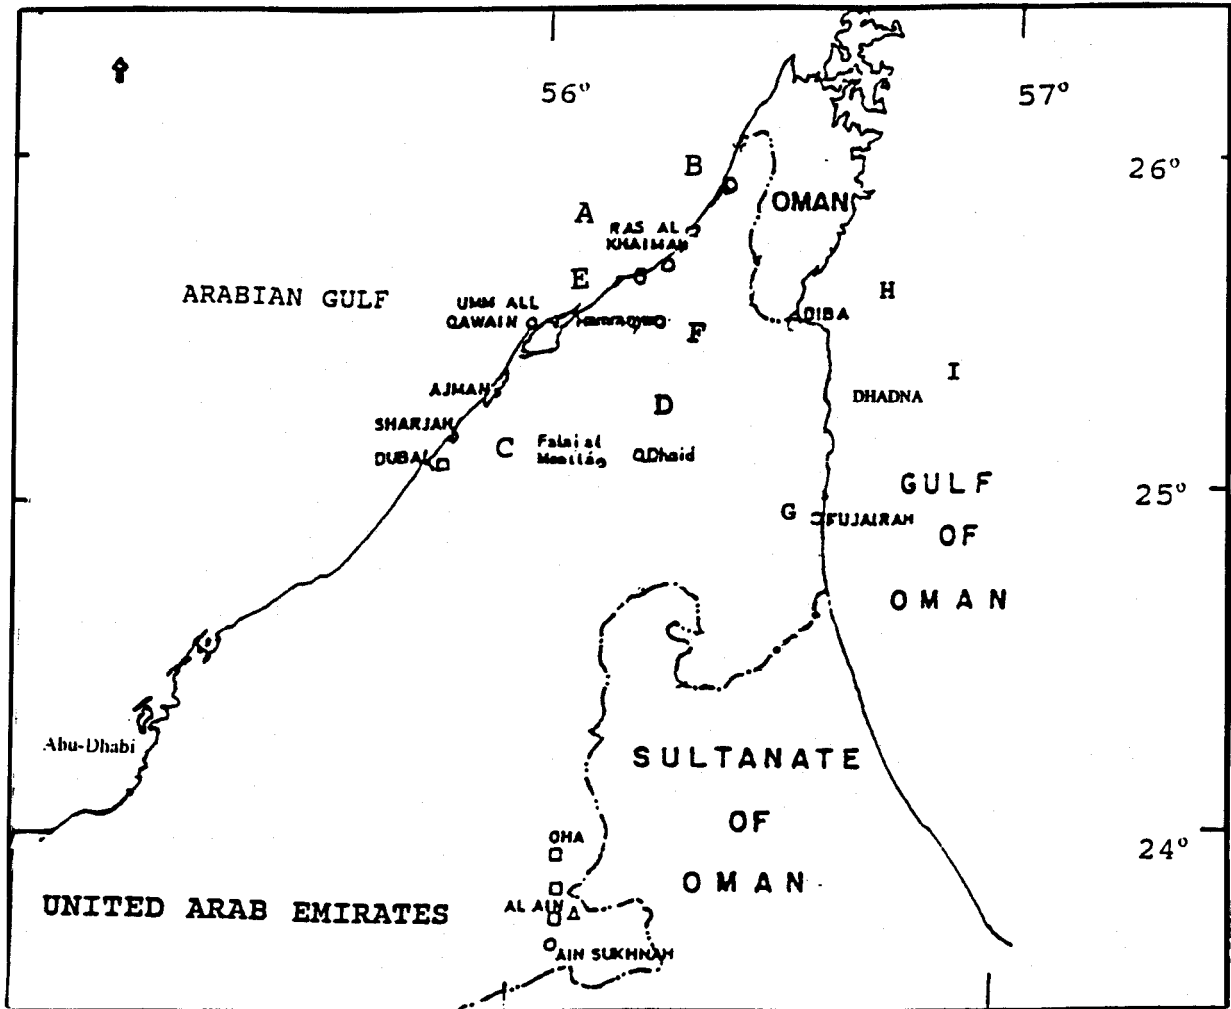 56°
57°
B
26°
OMAN
A
RAS AL
KHAIMAH
E
H
ARABIAN GULF
UMM ALL
QAWAIN
DIBA
F
I
AJMAN
DHADNA
D
SHARJAH
C
Falaj al
Moalla
Dhaid
DUBAI
GULF
OF
OMAN
25°
G
FUJAIRAH
Abu-Dhabi
SULTANATE
OF
OMAN
24°
OHA
UNITED ARAB EMIRATES
AL AIN
AIN SUKHNAH